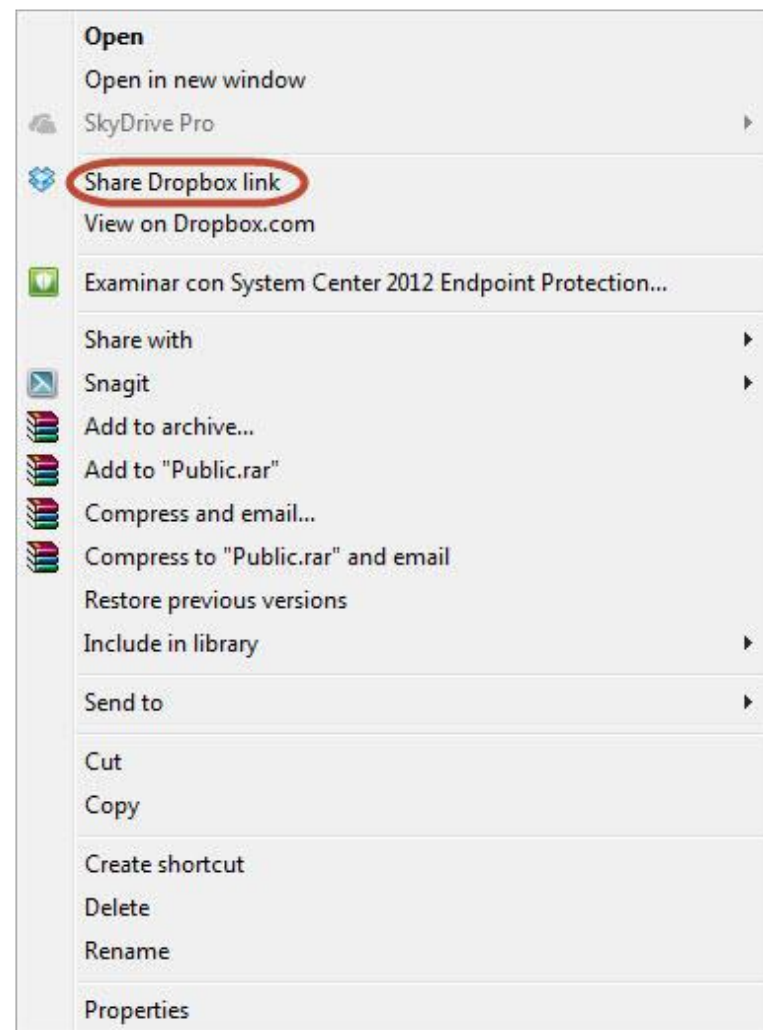 Open
Open in new window
SkyDrive Pro
Share Dropbox link
View on Dropbox.com
Examinar con System Center 2012 Endpoint Protection...
Share with
Snagit
Add to archive...
Add to "Public.rar"
Compress and email...
Compress to "Public.rar" and email
Restore previous versions
Include in library
Send to
Cut
Copy
Create shortcut
Delete
Rename
Properties